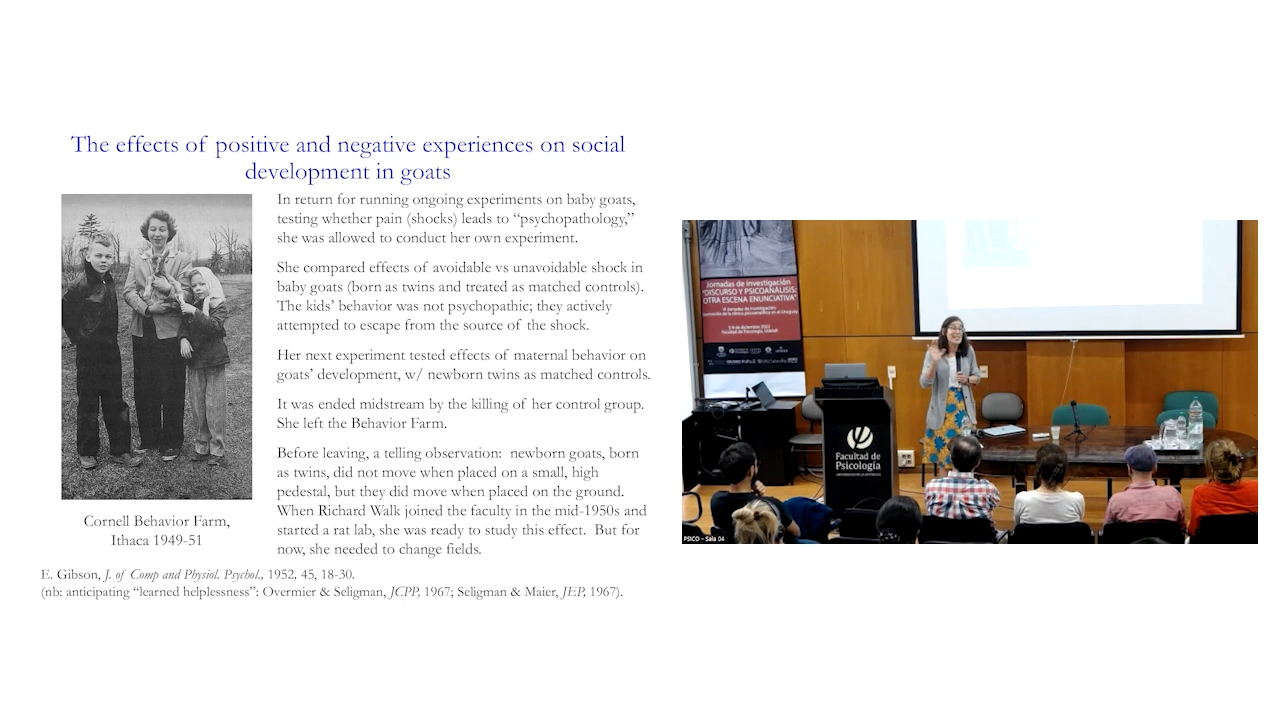 The effects of positive and negative experiences on social
development in goats
In return for running ongoing experiments on baby goats,
testing whether pain (shocks) leads to “psychopathology,”
she was allowed to conduct her own experiment.
She compared effects of avoidable vs unavoidable shock in
baby goats (born as twins and treated as matched controls).
The kids’ behavior was not psychopathic; they actively
attempted to escape from the source of the shock.
Her next experiment tested effects of maternal behavior on
goats’ development, w/ newborn twins as matched controls.
It was ended midstream by the killing of her control group.
She left the Behavior Farm.
Before leaving, a telling observation:  newborn goats, born
as twins, did not move when placed on a small, high
pedestal, but they did move when placed on the ground.
When Richard Walk joined the faculty in the mid-1950s and
started a rat lab, she was ready to study this effect.  But for
now, she needed to change fields.
Cornell Behavior Farm,
Ithaca 1949-51
E. Gibson, J. of Comp and Physiol. Psychol., 1952, 45, 18-30.
(nb: anticipating “learned helplessness”: Overmier & Seligman, JCPP, 1967; Seligman & Maier, JEP, 1967).
Jornadas de investigación
"DISCURSO Y PSICOANÁLISIS:
OTRA ESCENA ENUNCIATIVA"
Facultad de
Psicología
UNIVERSIDAD DE LA REPÚBLICA
PSICO - Sala 04